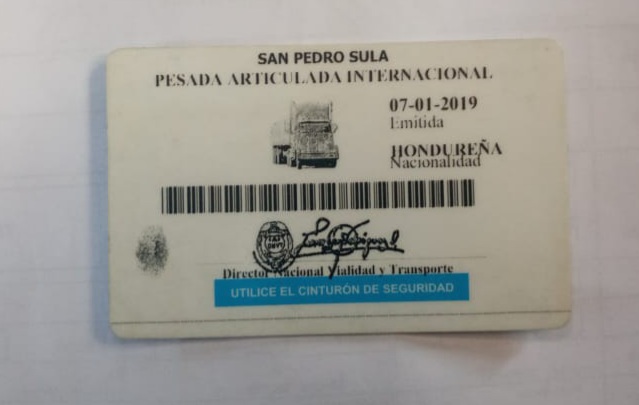 SAN PEDRO SULA
PESADA ARTICULADA INTERNACIONAL
07-01-2019
Emitida
HONDUREÑA
Nacionalidad
Director Nacional Vialidad y Transporte
UTILICE EL CINTURÓN DE SEGURIDAD